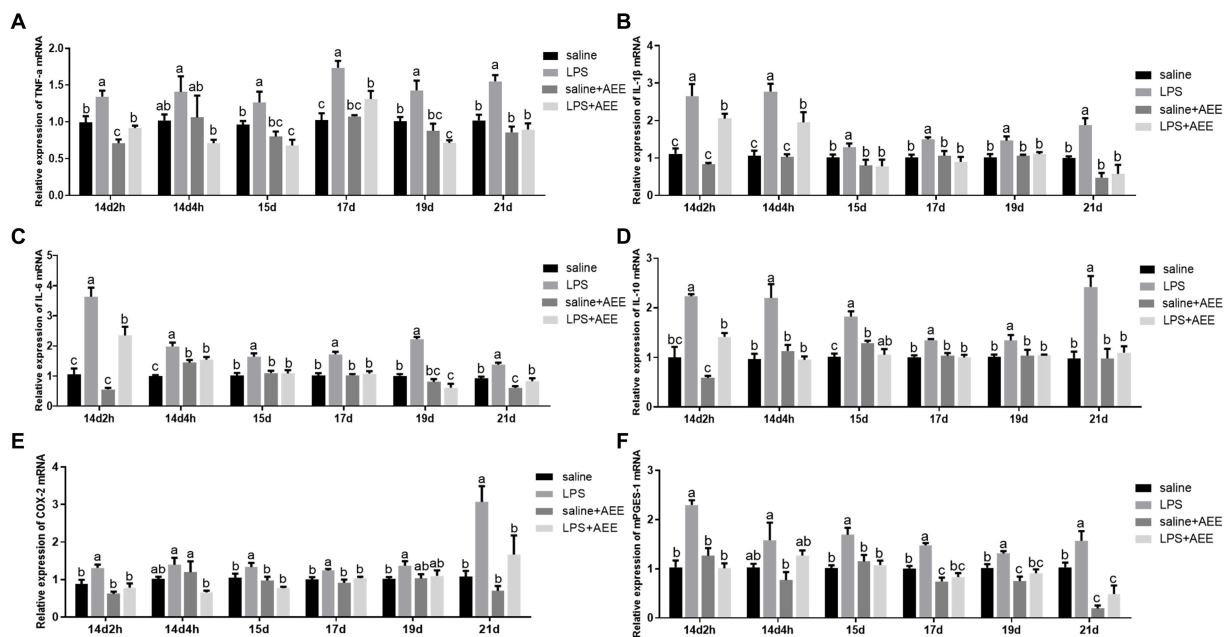 A
Relative expression of TNF-a mRNA
2.0
1.5
1.0
0.5
0.0
b a c b
ab a ab b
b a bc c
c a bc b
b a bc c
b a b b
14d2h 14d4h 15d 17d 19d 21d
saline
LPS
saline+AEE
LPS+AEE
B
Relative expression of IL-1β mRNA
4
3
2
1
0
c a c b
c a c b
b a b b
b a b b
b a b b
b a b b
14d2h 14d4h 15d 17d 19d 21d
saline
LPS
saline+AEE
LPS+AEE
C
Relative expression of IL-6 mRNA
5
4
3
2
1
0
c a c b
c a b b
b a b b
b a b b
b a bc c
b a c b
14d2h 14d4h 15d 17d 19d 21d
saline
LPS
saline+AEE
LPS+AEE
D
Relative expression of IL-10 mRNA
3
2
1
0
bc a c b
b a b b
b a b ab
b a b b
b a b b
b a b b
14d2h 14d4h 15d 17d 19d 21d
saline
LPS
saline+AEE
LPS+AEE
E
Relative expression of COX-2 mRNA
4
3
2
1
0
b a b b
ab a a b
b a b b
b a b b
b a ab ab
b a b b
14d2h 14d4h 15d 17d 19d 21d
saline
LPS
saline+AEE
LPS+AEE
F
Relative expression of mPGES-1 mRNA
3
2
1
0
b a b b
ab a b ab
b a b b
b a b b
b a c bc
b a c c
14d2h 14d4h 15d 17d 19d 21d
saline
LPS
saline+AEE
LPS+AEE